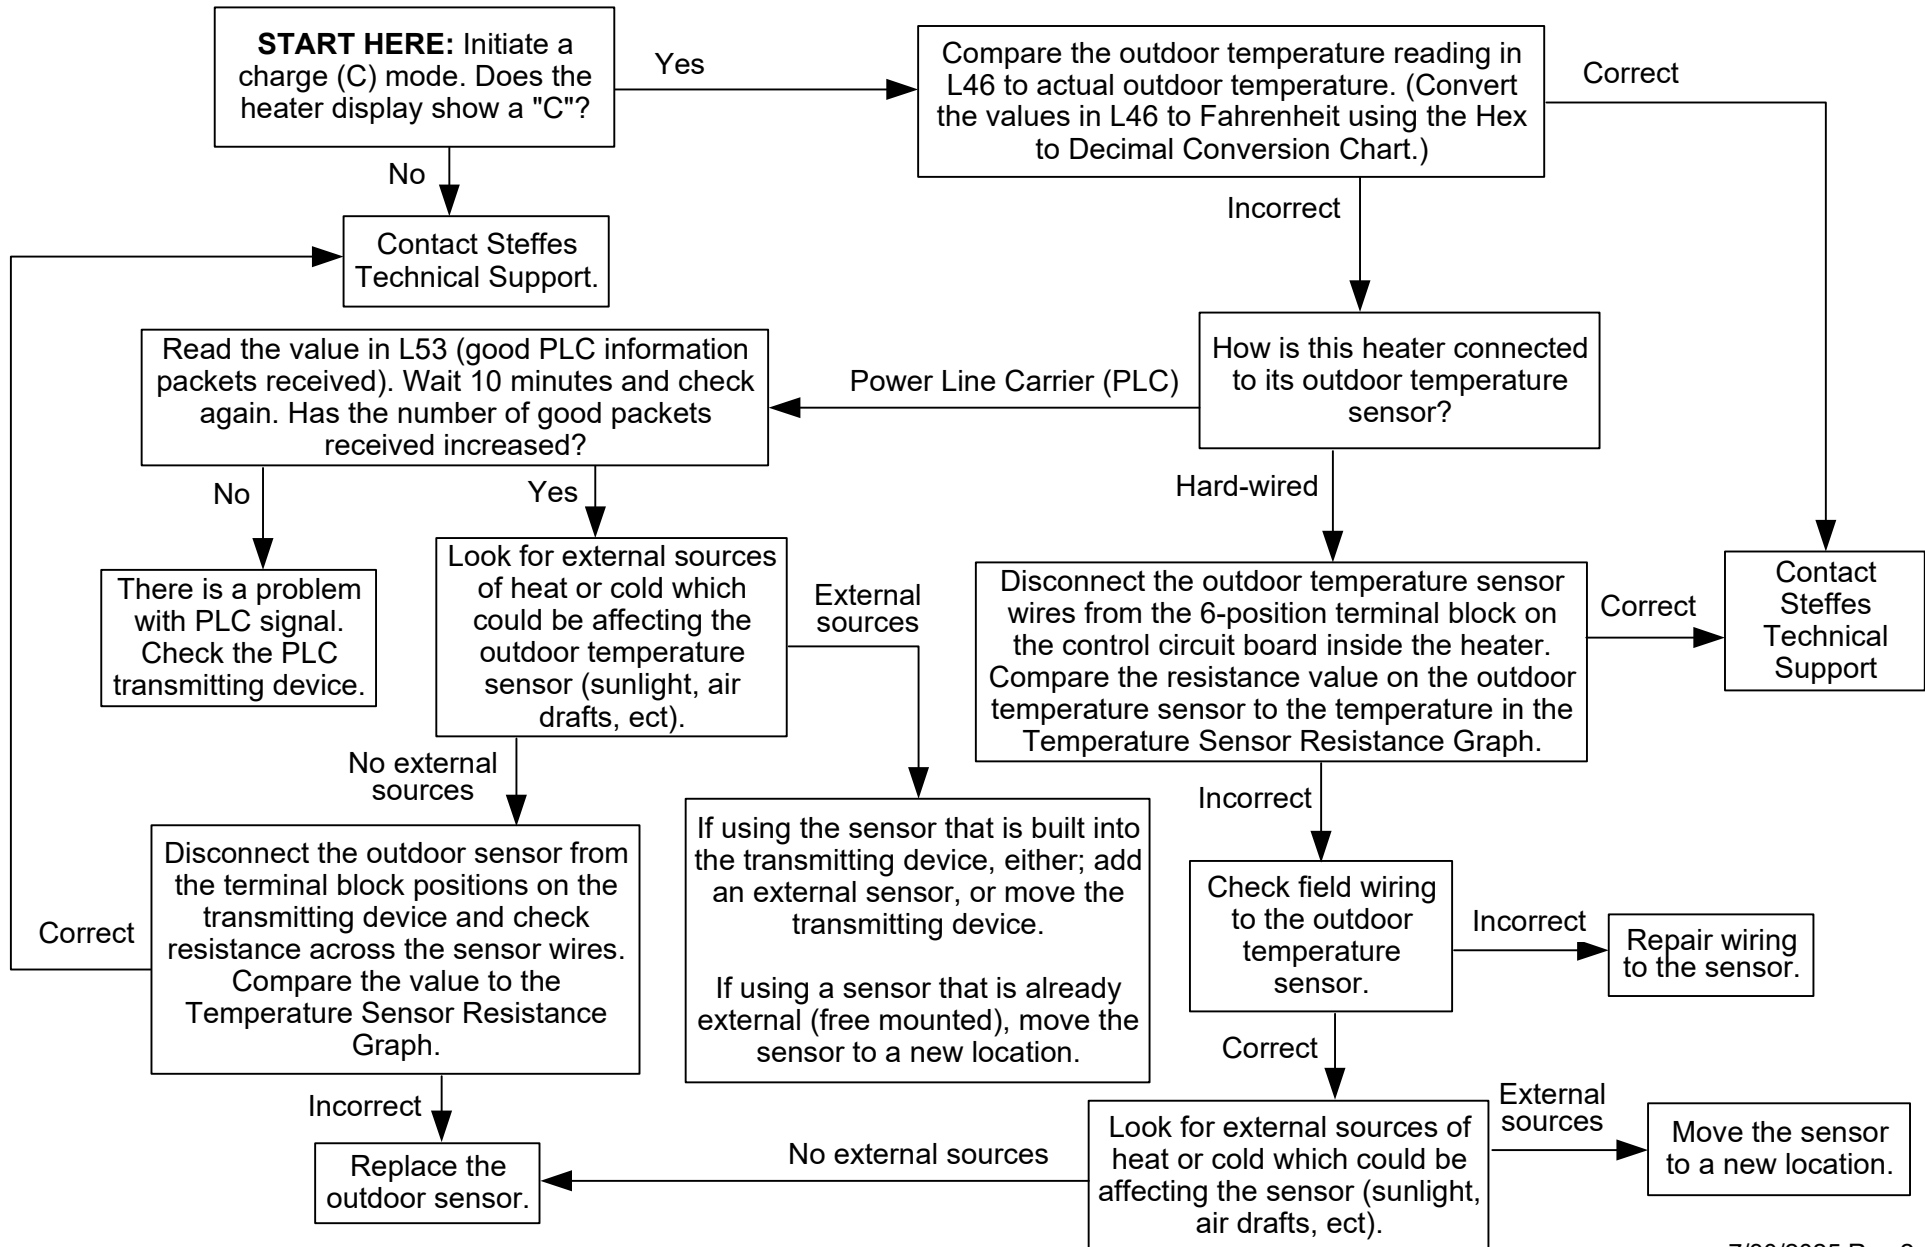 START HERE: Initiate a
charge (C) mode. Does the
heater display show a "C"?
Yes
Compare the outdoor temperature reading in
L46 to actual outdoor temperature. (Convert
the values in L46 to Fahrenheit using the Hex
to Decimal Conversion Chart.)
Correct
No
Incorrect
Contact Steffes
Technical Support.
Read the value in L53 (good PLC information
packets received). Wait 10 minutes and check
again. Has the number of good packets
received increased?
Power Line Carrier (PLC)
How is this heater connected
to its outdoor temperature
sensor?
No
Yes
Hard-wired
There is a problem
with PLC signal.
Check the PLC
transmitting device.
Look for external sources
of heat or cold which
could be affecting the
outdoor temperature
sensor (sunlight, air
drafts, ect).
External
sources
Disconnect the outdoor temperature sensor
wires from the 6-position terminal block on
the control circuit board inside the heater.
Compare the resistance value on the outdoor
temperature sensor to the temperature in the
Temperature Sensor Resistance Graph.
Correct
Contact
Steffes
Technical
Support
No external
sources
Incorrect
Disconnect the outdoor sensor from
the terminal block positions on the
transmitting device and check
resistance across the sensor wires.
Compare the value to the
Temperature Sensor Resistance
Graph.
Correct
If using the sensor that is built into
the transmitting device, either; add
an external sensor, or move the
transmitting device.
If using a sensor that is already
external (free mounted), move the
sensor to a new location.
Check field wiring
to the outdoor
temperature
sensor.
Incorrect
Repair wiring
to the sensor.
Correct
Incorrect
Replace the
outdoor sensor.
No external sources
Look for external sources of
heat or cold which could be
affecting the sensor (sunlight,
air drafts, ect).
External
sources
Move the sensor
to a new location.